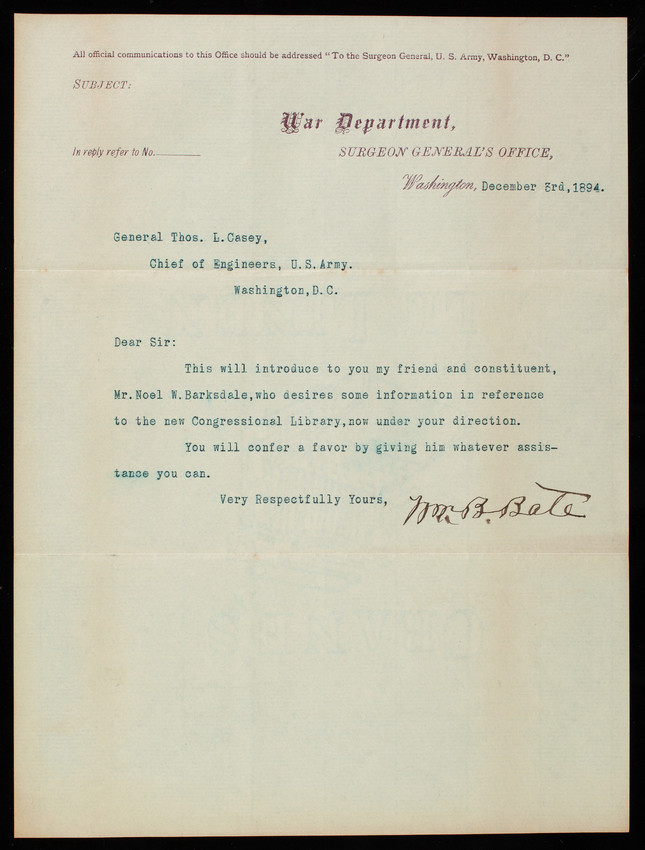 All official communications to this Office should be addressed "To the Surgeon General, U. S. Army, Washington, D. C."
SUBJECT:
War Department,
In reply refer to No.
SURGEON GENERAL'S OFFICE,
Washington, December 3rd,1894.
General Thos. L.Casey,
Chief of Engineers, U.S.Army.
Washington,D.C.
Dear Sir:
This will introduce to you my friend and constituent,
Mr.Noel W.Barksdale,who desires some information in reference
to the new Congressional Library,now under your direction.
You will confer a favor by giving him whatever assis-
tance you can.
Very Respectfully Yours,
Wm. B. Bate